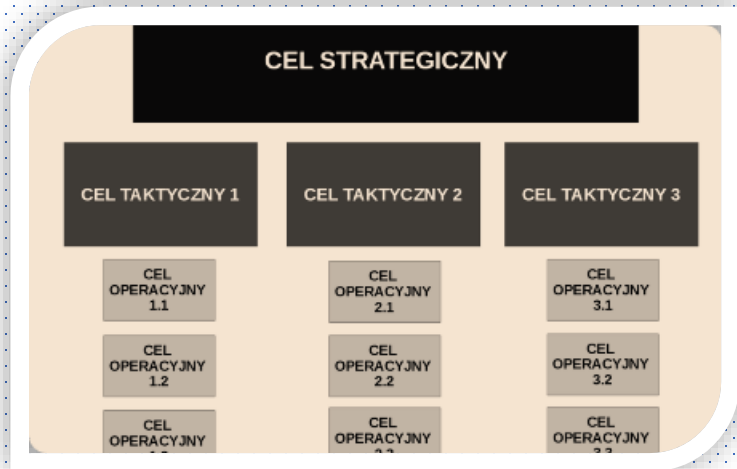 CEL STRATEGICZNY
CEL TAKTYCZNY 1
CEL TAKTYCZNY 2
CEL TAKTYCZNY 3
CEL
OPERACYJNY
1.1
CEL
OPERACYJNY
2.1
CEL
OPERACYJNY
3.1
CEL
OPERACYJNY
1.2
CEL
OPERACYJNY
2.2
CEL
OPERACYJNY
3.2
CEL
OPERACYJNY
CEL
OPERACYJNY
CEL
OPERACYJNY